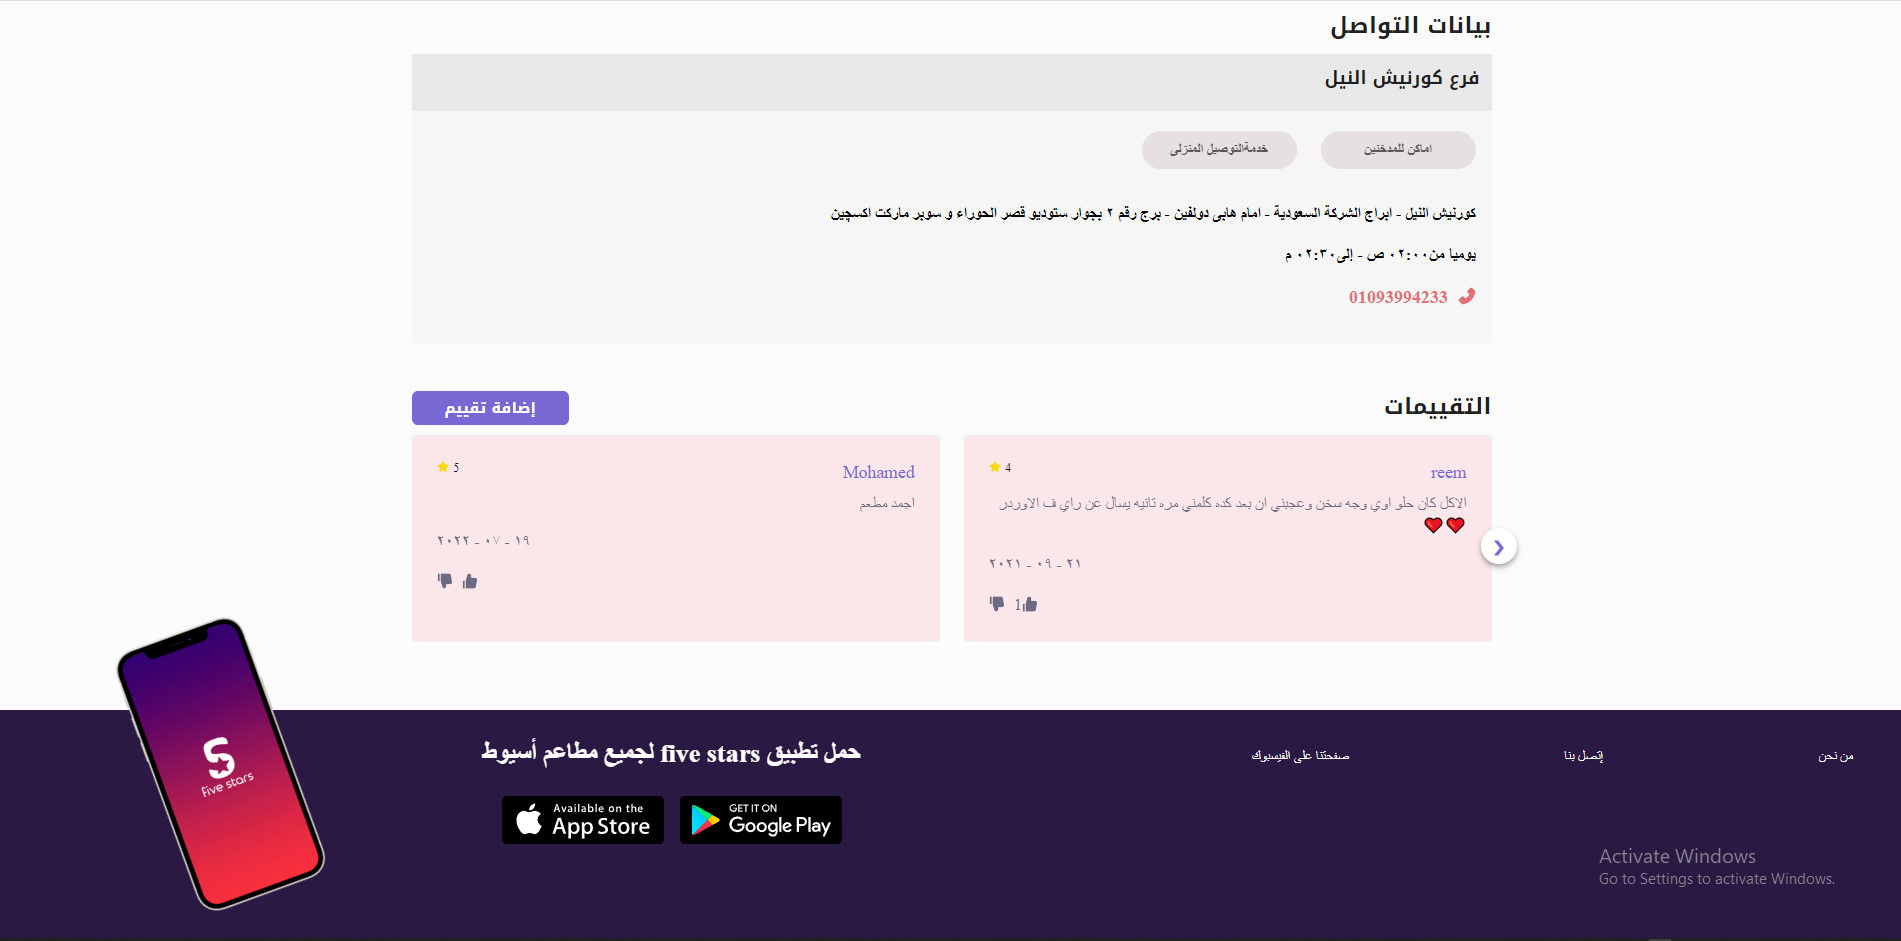 بيانات التواصل
فرع كورنيش النيل
اماكن للمدخنين
خدمةالتوصيل المنزلى
كورنيش النيل - ابراج الشركة السعودية - امام هابى دولفين - برج رقم ٢ بجوار ستوديو قصر الحوراء و سوبر ماركت اكسچين
يوميا من٠٢:٠٠ ص - إلى٠٢:٣٠ م
01093994233
التقييمات
إضافة تقييم
reem
4
الاكل كان حلو اوي وجه سخن وعجبني ان بعد كده كلمني مره تانيه يسال عن راي ف الاوردر
❤️❤️
٢١ - ٠٩ - ٢٠٢١
1
Mohamed
5
اجمد مطعم
١٩ - ٠٧ - ٢٠٢٢
من نحن
إتصل بنا
صفحتنا على الفيسبوك
حمل تطبيق five stars لجميع مطاعم أسيوط
GET IT ON
Google Play
Available on the
App Store
five stars
Activate Windows
Go to Settings to activate Windows.